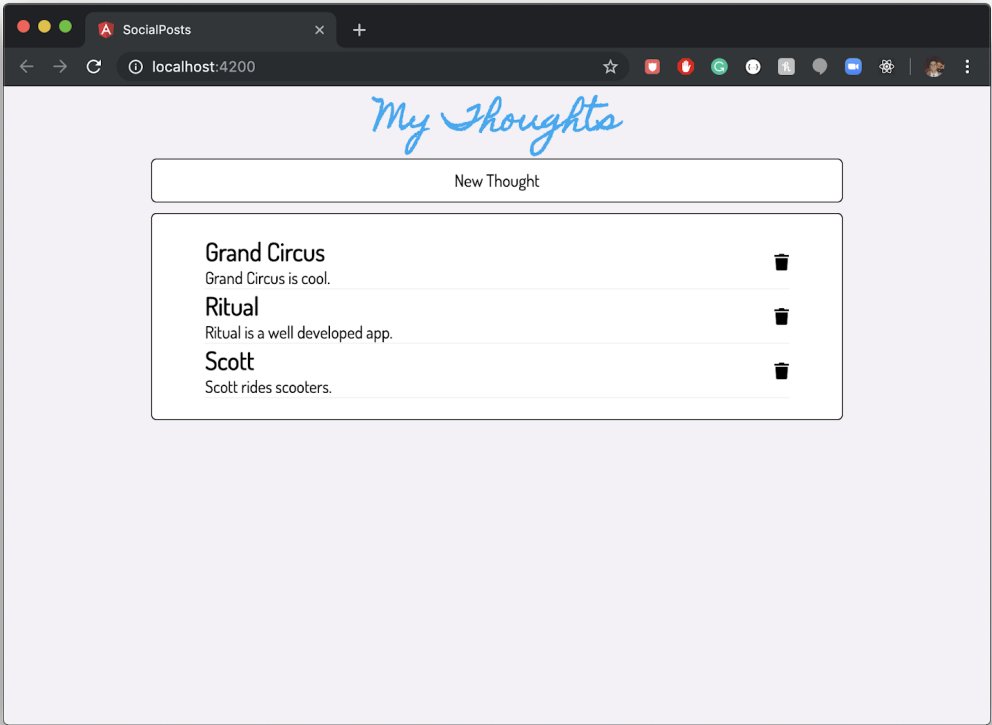 SocialPosts
localhost:4200
My Thoughts
New Thought
Grand Circus
Grand Circus is cool.
Ritual
Ritual is a well developed app.
Scott
Scott rides scooters.